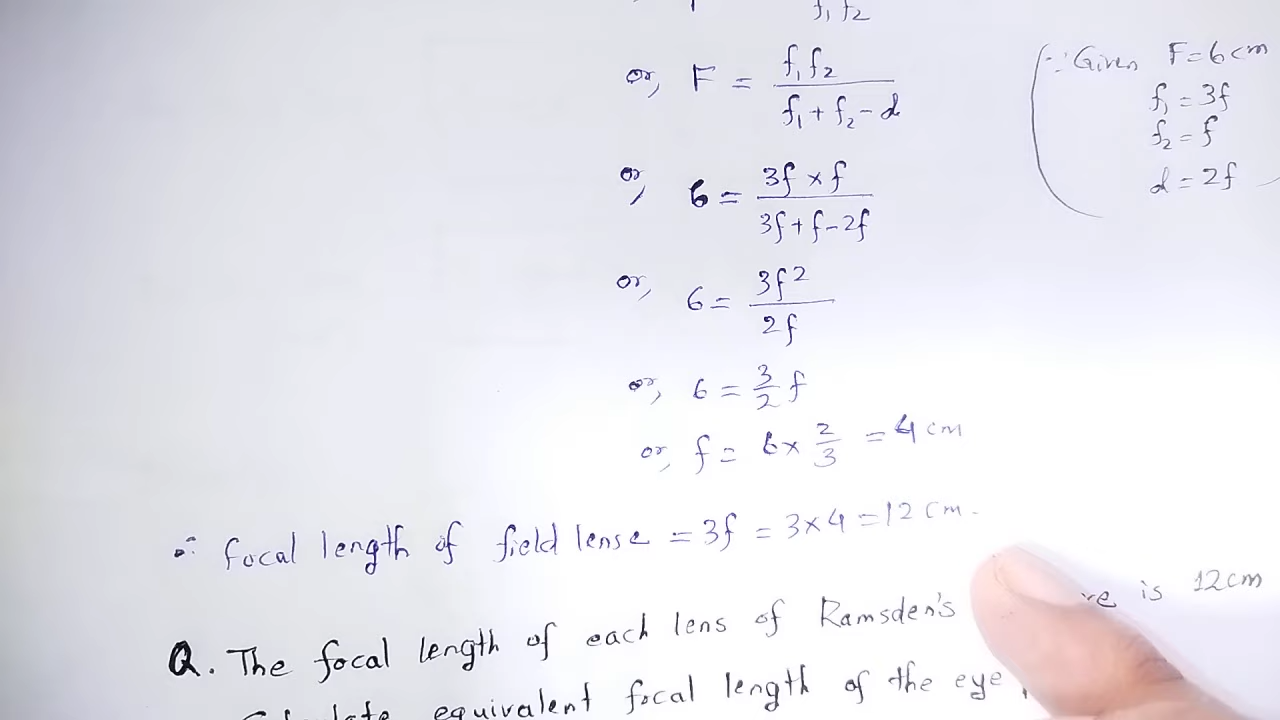 f₁ f₂
or, F = f₁f₂ / f₁ + f₂ - d
(∵ Given F = 6 cm
f₁ = 3f
f₂ = f
d = 2f
or, 6 = 3f × f / 3f + f - 2f
or, 6 = 3f² / 2f
or, 6 = 3/2 f
or, f = 6 × 2/3 = 4 cm
∴ focal length of field lense = 3f = 3×4 = 12 cm.
Q. The focal length of each lens of Ramsden's is 12cm
equivalent focal length of the eye